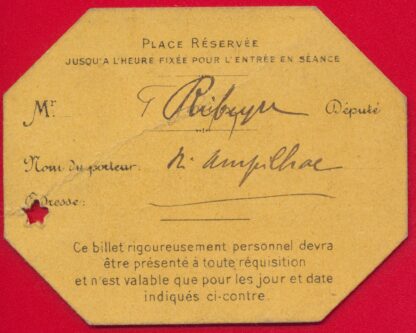 PLACE RÉSERVÉE
JUSQU'A L'HEURE FIXÉE POUR L'ENTRÉE EN SÉANCE
Mr Ribeyre Député
Nom du porteur:
Adresse:
Ce billet rigoureusement personnel devra
être présenté à toute réquisition
et n'est valable que pour les jour et date
indiqués ci-contre.